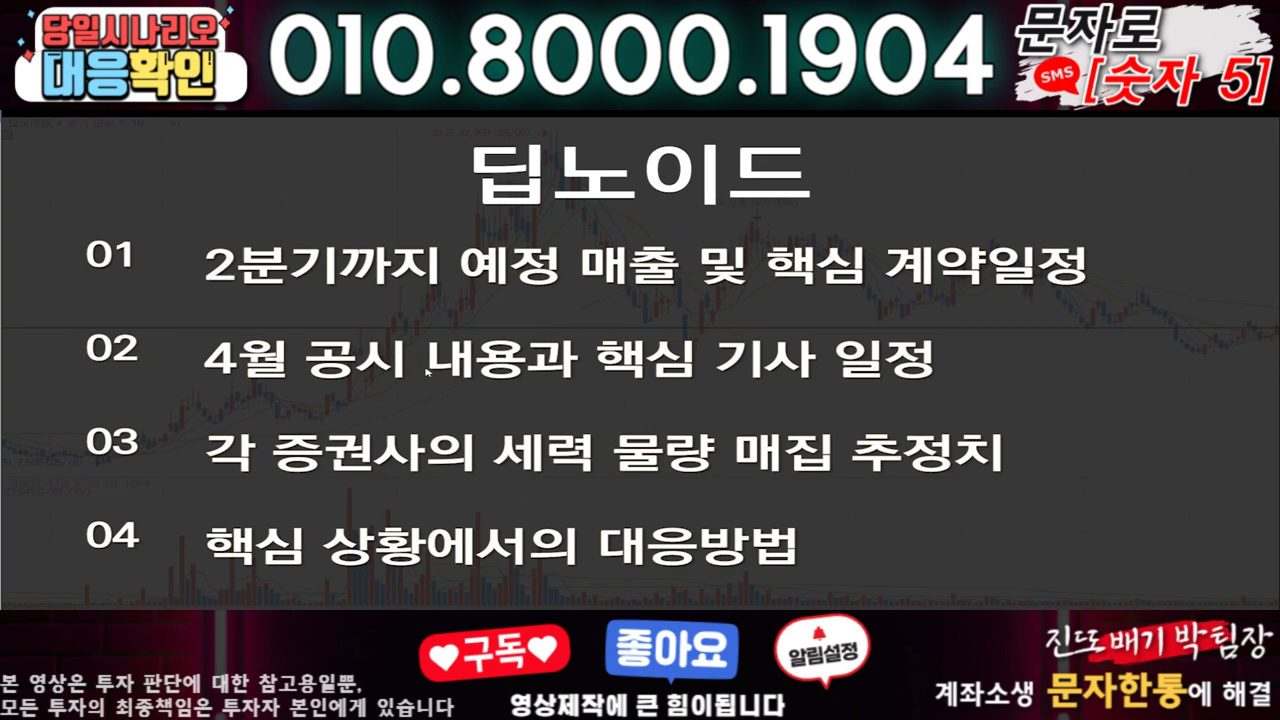 당일시나리오
대응확인
010.8000.1904
문자로
SMS [숫자 5]
딥노이드
01 2분기까지 예정 매출 및 핵심 계약일정
02 4월 공시 내용과 핵심 기사 일정
03 각 증권사의 세력 물량 매집 추정치
04 핵심 상황에서의 대응방법
구독
좋아요
알림설정
영상제작에 큰 힘이됩니다
본 영상은 투자 판단에 대한 참고용일뿐,
모든 투자의 최종책임은 투자자 본인에게 있습니다
진또배기 박팀장
계좌소생 문자한통에 해결